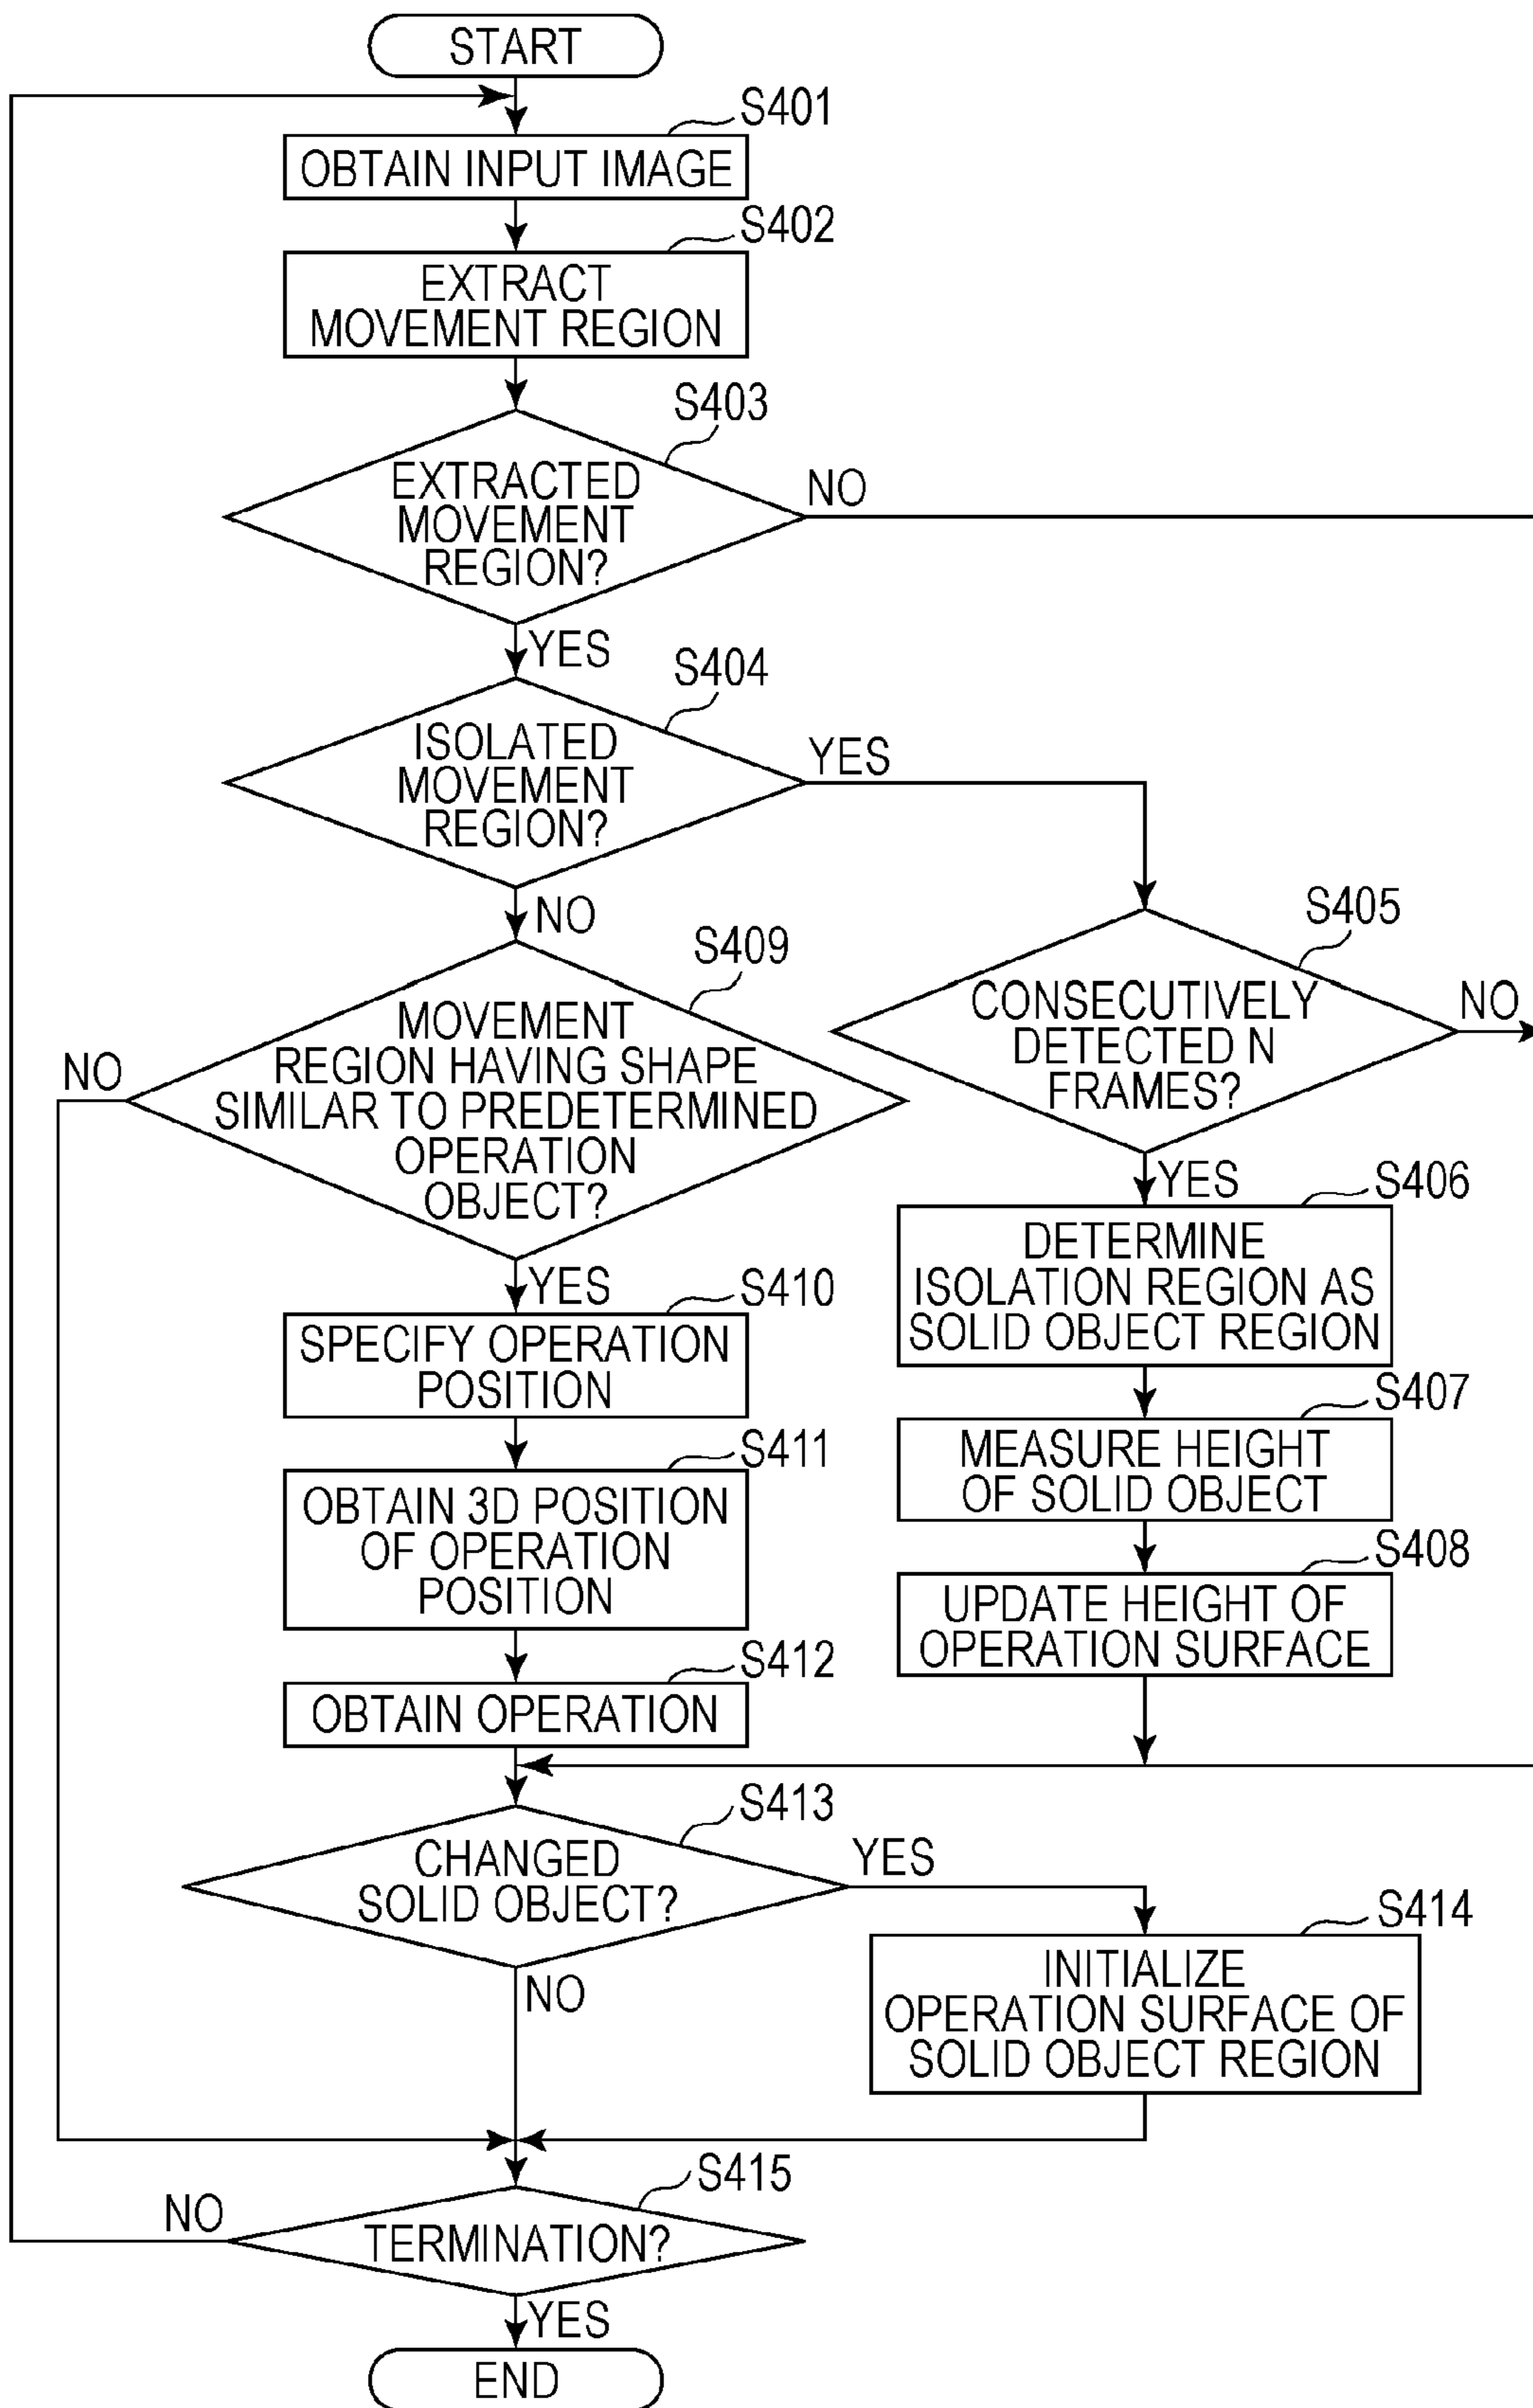 START
S401
OBTAIN INPUT IMAGE
S402
EXTRACT
MOVEMENT REGION
S403
EXTRACTED
MOVEMENT
REGION?
NO
YES
S404
ISOLATED
MOVEMENT
REGION?
YES
NO
S405
CONSECUTIVELY
DETECTED N
FRAMES?
NO
YES
S409
MOVEMENT
REGION HAVING SHAPE
SIMILAR TO PREDETERMINED
OPERATION
OBJECT?
NO
YES
S406
DETERMINE
ISOLATION REGION AS
SOLID OBJECT REGION
S407
MEASURE HEIGHT
OF SOLID OBJECT
S408
UPDATE HEIGHT OF
OPERATION SURFACE
S410
SPECIFY OPERATION
POSITION
S411
OBTAIN 3D POSITION
OF OPERATION
POSITION
S412
OBTAIN OPERATION
S413
CHANGED
SOLID OBJECT?
YES
NO
S414
INITIALIZE
OPERATION SURFACE OF
SOLID OBJECT REGION
S415
TERMINATION?
NO
YES
END